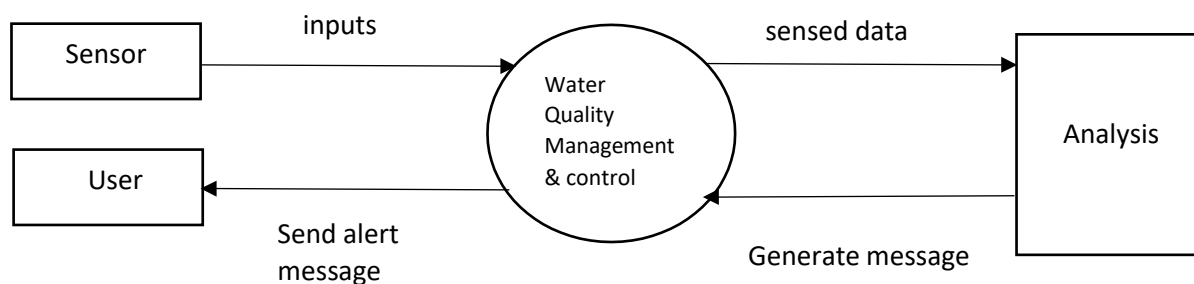 inputs
sensed data
Sensor
Water
Quality
Management
& control
Analysis
User
Send alert
message
Generate message